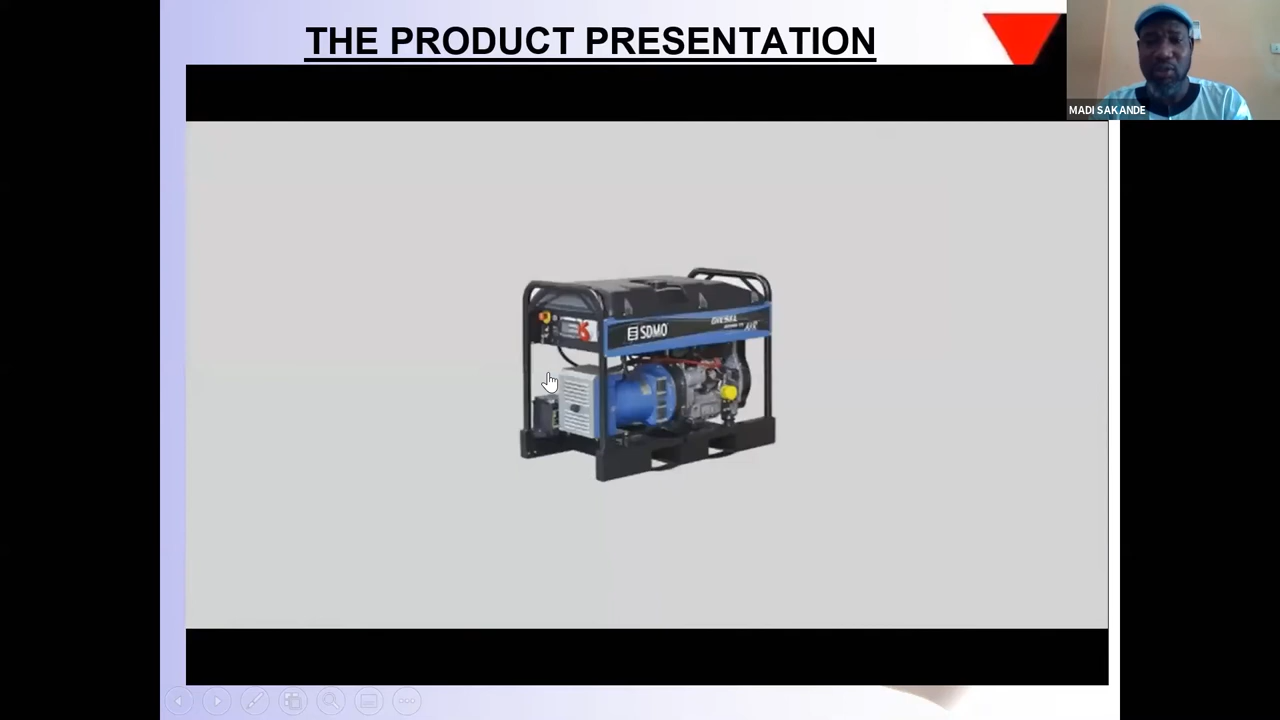 THE PRODUCT PRESENTATION
MADI SAKANDE
SDMO
DIESEL